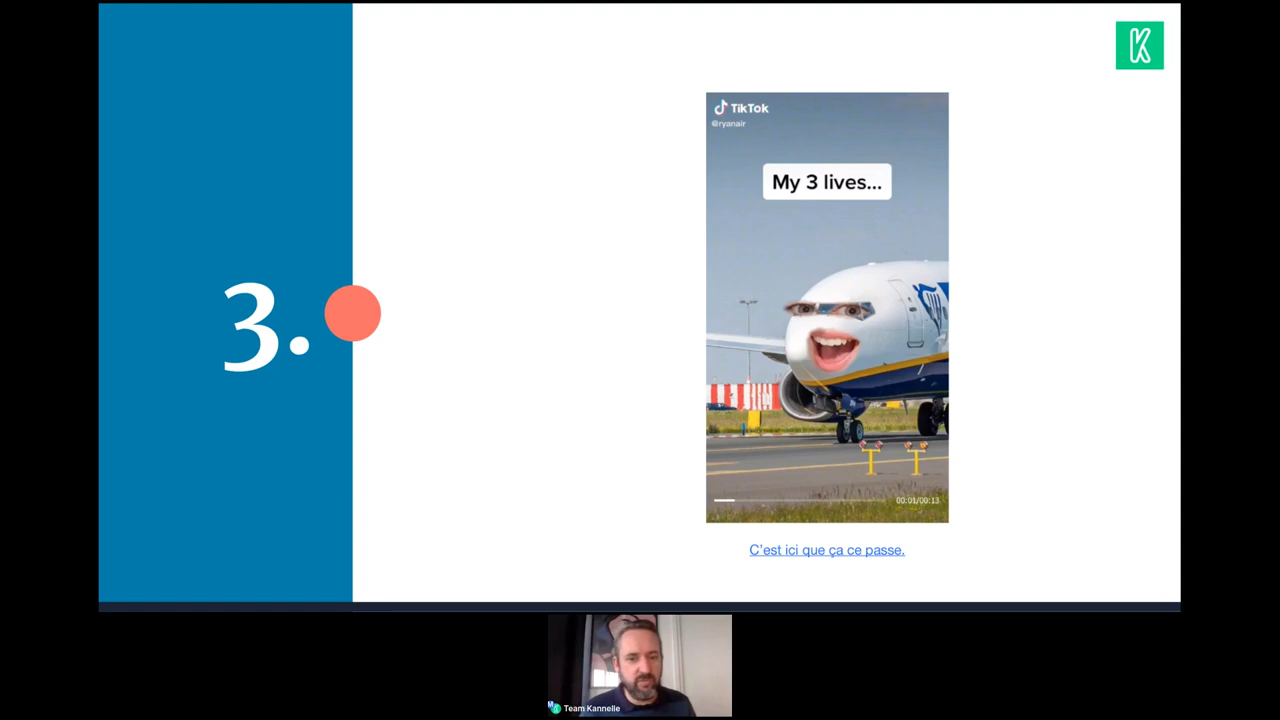 K
TikTok
@ryanair
My 3 lives...
3.
00:01/00:13
C'est ici que ça ce passe.
Team Kannelle